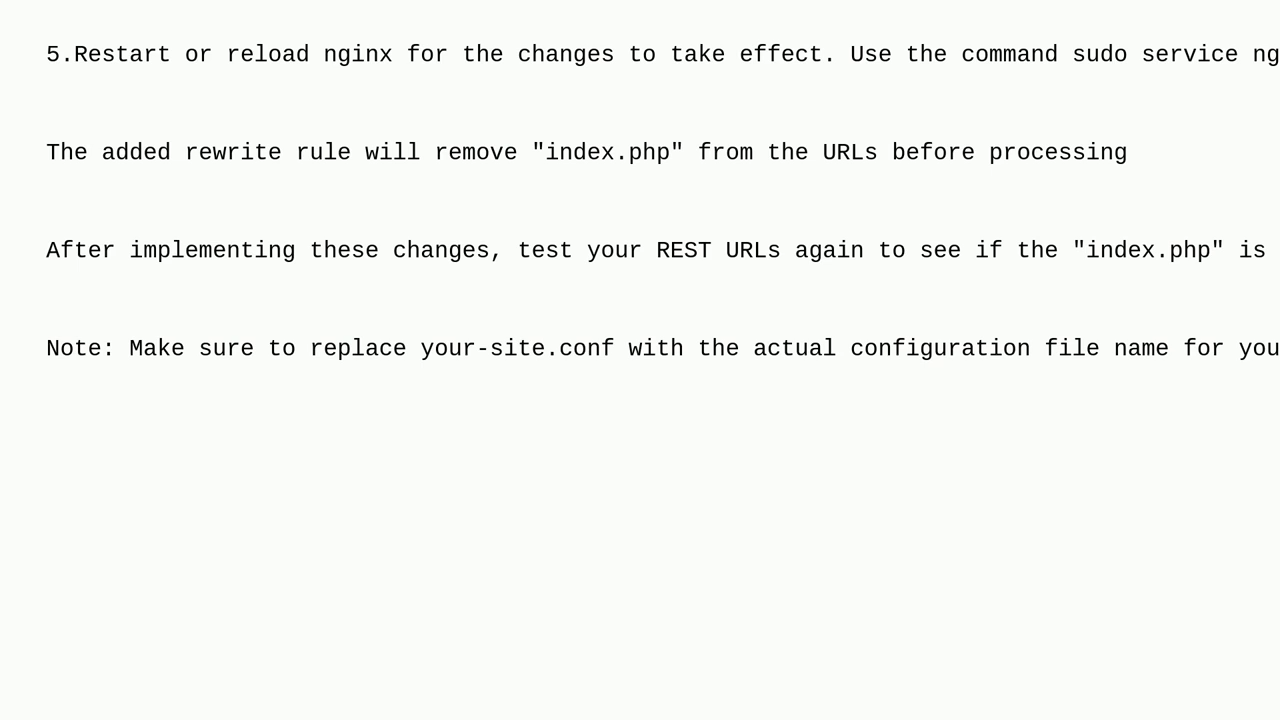 5.Restart or reload nginx for the changes to take effect. Use the command sudo service ng
The added rewrite rule will remove "index.php" from the URLs before processing
After implementing these changes, test your REST URLs again to see if the "index.php" is
Note: Make sure to replace your-site.conf with the actual configuration file name for you